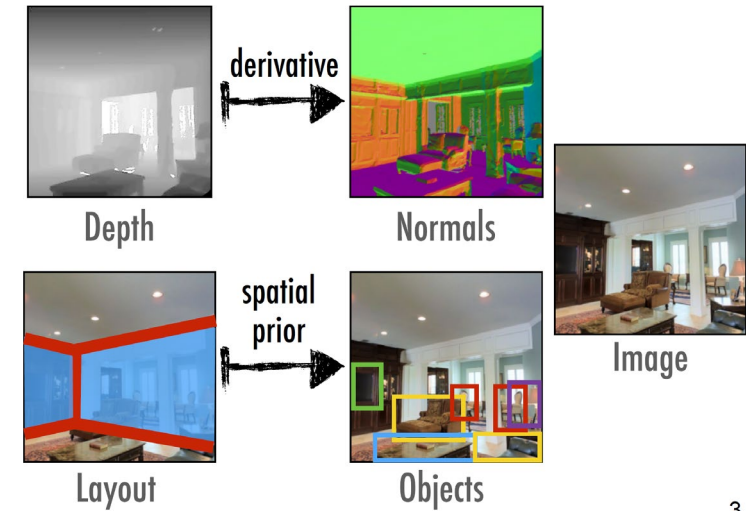 derivative
Depth
Normals
spatial
prior
Image
Layout
Objects
3